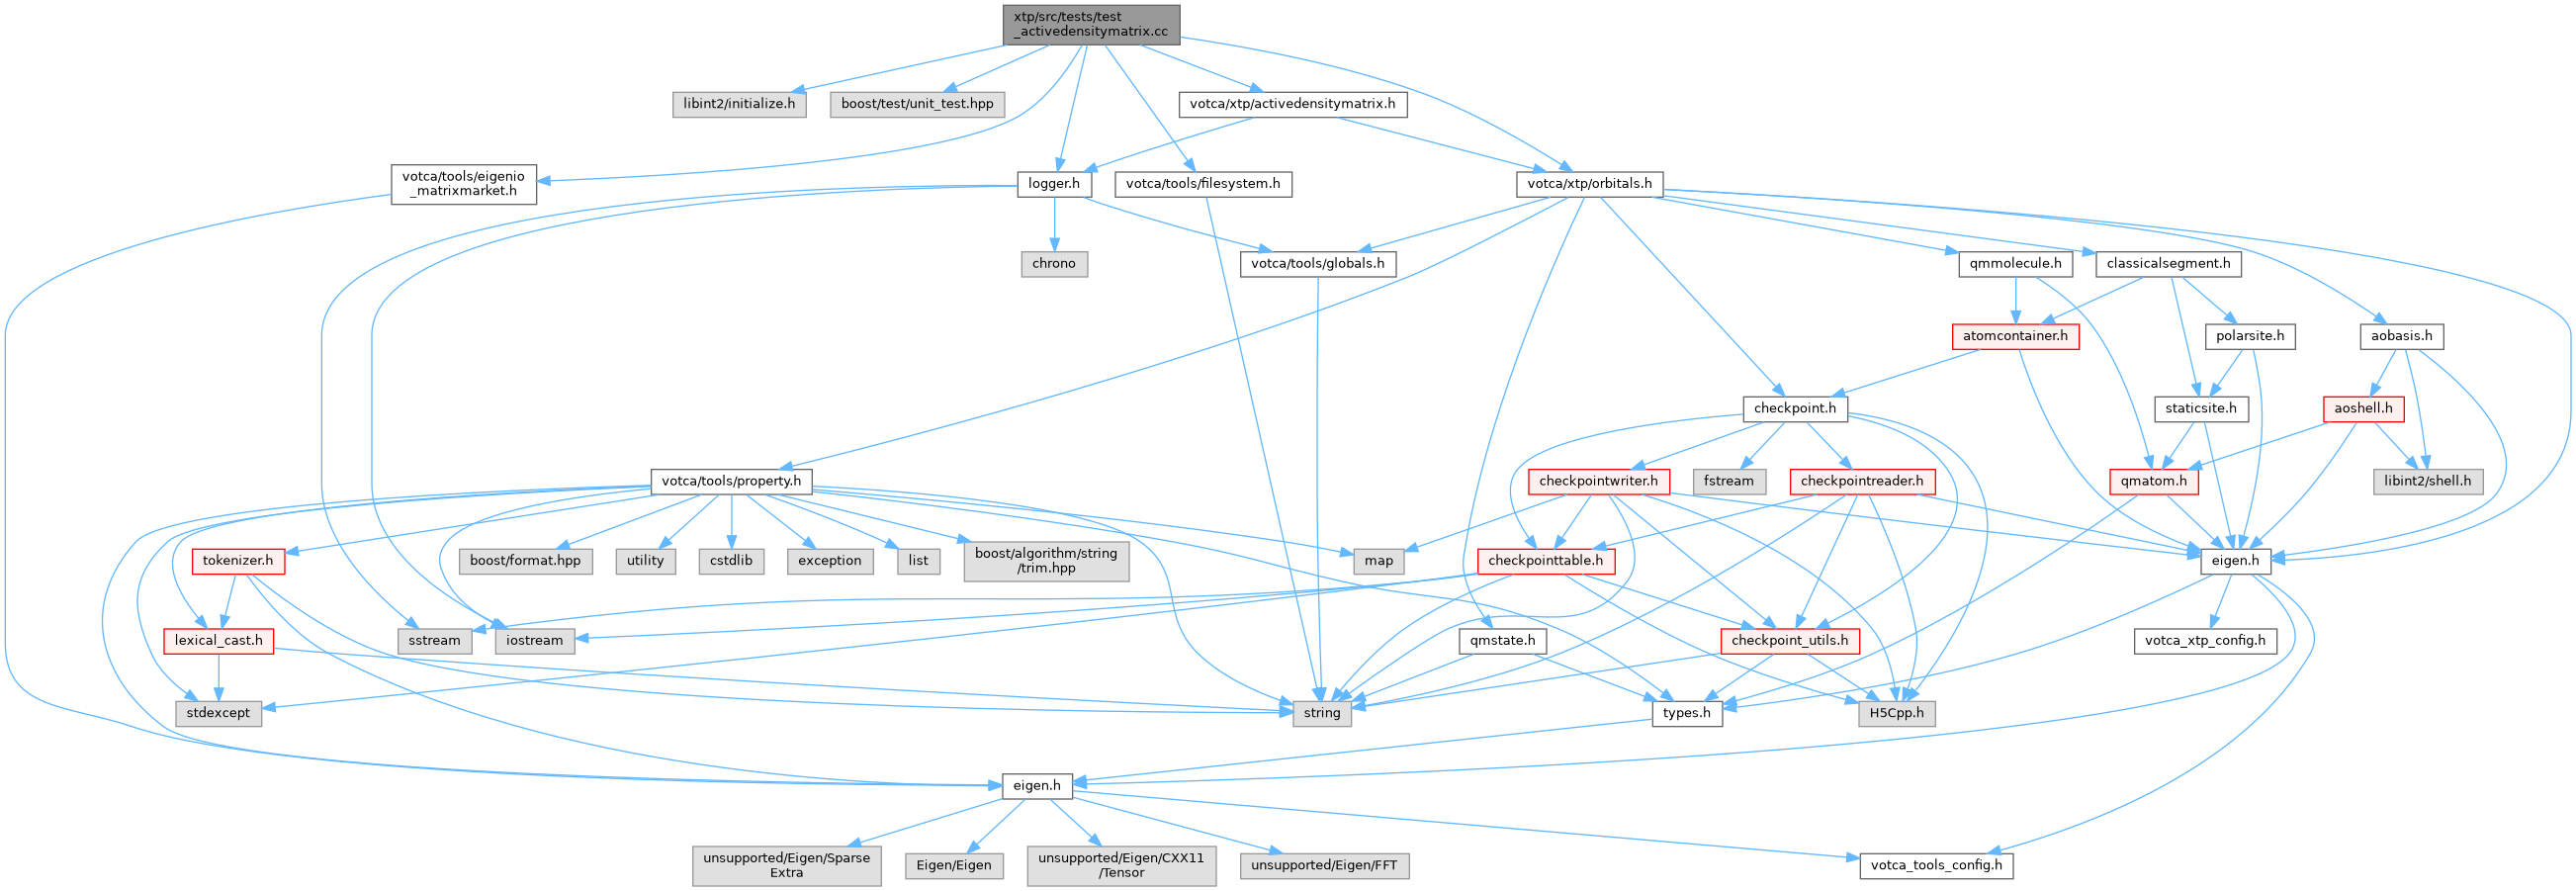 xtp/src/tests/test
_activedensitymatrix.cc
libint2/initialize.h
boost/test/unit_test.hpp
votca/xtp/activedensitymatrix.h
votca/tools/eigenio
_matrixmarket.h
logger.h
votca/tools/filesystem.h
votca/xtp/orbitals.h
chrono
votca/tools/globals.h
qmmolecule.h
classicalsegment.h
atomcontainer.h
polarsite.h
aobasis.h
checkpoint.h
staticsite.h
aoshell.h
votca/tools/property.h
checkpointwriter.h
fstream
checkpointreader.h
qmatom.h
libint2/shell.h
tokenizer.h
boost/format.hpp
utility
cstdlib
exception
list
boost/algorithm/string
/trim.hpp
map
checkpointtable.h
eigen.h
lexical_cast.h
sstream
iostream
qmstate.h
checkpoint_utils.h
votca_xtp_config.h
stdexcept
string
types.h
H5Cpp.h
eigen.h
unsupported/Eigen/Sparse
Extra
Eigen/Eigen
unsupported/Eigen/CXX11
/Tensor
unsupported/Eigen/FFT
votca_tools_config.h